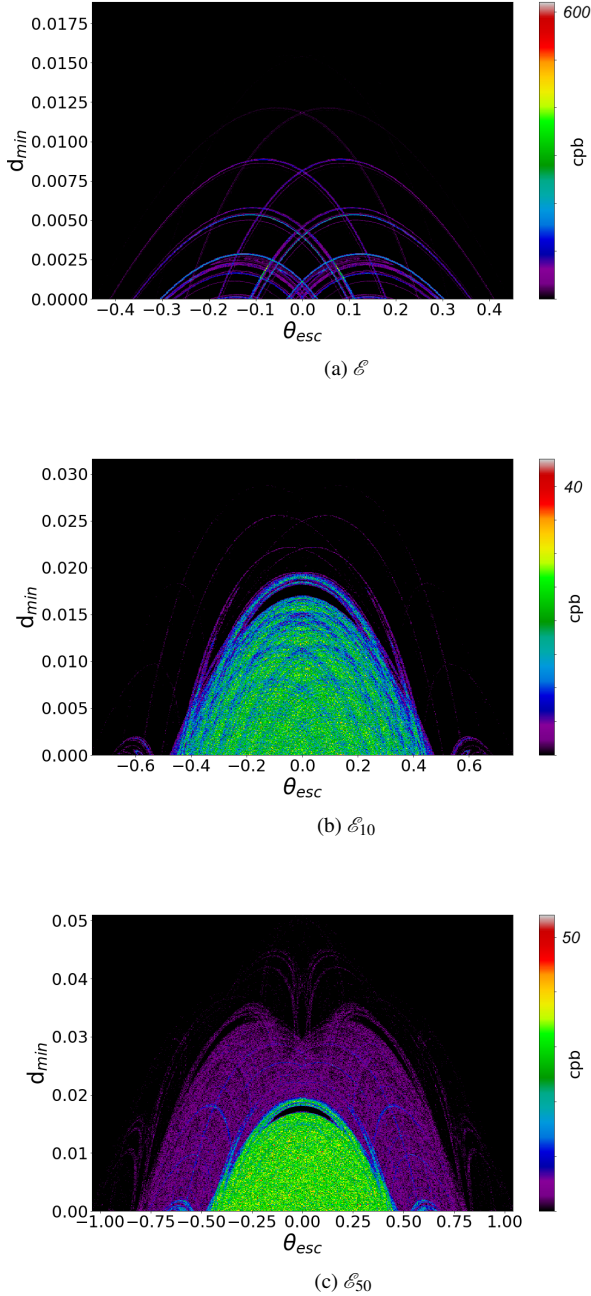 0.0175
0.0150
0.0125
0.0100
0.0075
0.0050
0.0025
0.0000
d_min
−0.4 −0.3 −0.2 −0.1 0.0 0.1 0.2 0.3 0.4
θ_esc
600
cpb
(a) ℰ
0.030
0.025
0.020
0.015
0.010
0.005
0.000
d_min
−0.6 −0.4 −0.2 0.0 0.2 0.4 0.6
θ_esc
40
cpb
(b) ℰ₁₀
0.05
0.04
0.03
0.02
0.01
0.00
d_min
−1.00 −0.75 −0.50 −0.25 0.00 0.25 0.50 0.75 1.00
θ_esc
50
cpb
(c) ℰ₅₀